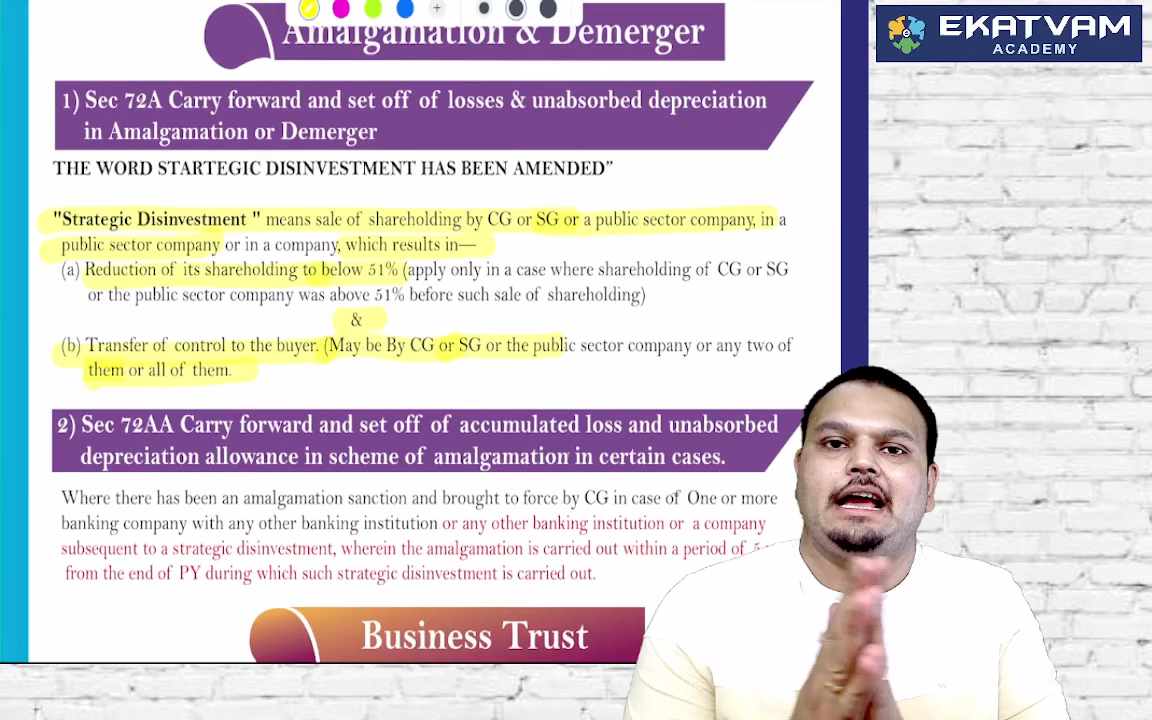 Amalgamation & Demerger
EKATVAM
ACADEMY
1) Sec 72A Carry forward and set off of losses & unabsorbed depreciation
in Amalgamation or Demerger
THE WORD STARTEGIC DISINVESTMENT HAS BEEN AMENDED”
"Strategic Disinvestment " means sale of shareholding by CG or SG or a public sector company, in a
public sector company or in a company, which results in—
(a) Reduction of its shareholding to below 51% (apply only in a case where shareholding of CG or SG
or the public sector company was above 51% before such sale of shareholding)
&
(b) Transfer of control to the buyer. (May be By CG or SG or the public sector company or any two of
them or all of them.
2) Sec 72AA Carry forward and set off of accumulated loss and unabsorbed
depreciation allowance in scheme of amalgamation in certain cases.
Where there has been an amalgamation sanction and brought to force by CG in case of One or more
banking company with any other banking institution or any other banking institution or a company
subsequent to a strategic disinvestment, wherein the amalgamation is carried out within a period of 5
from the end of PY during which such strategic disinvestment is carried out.
Business Trust